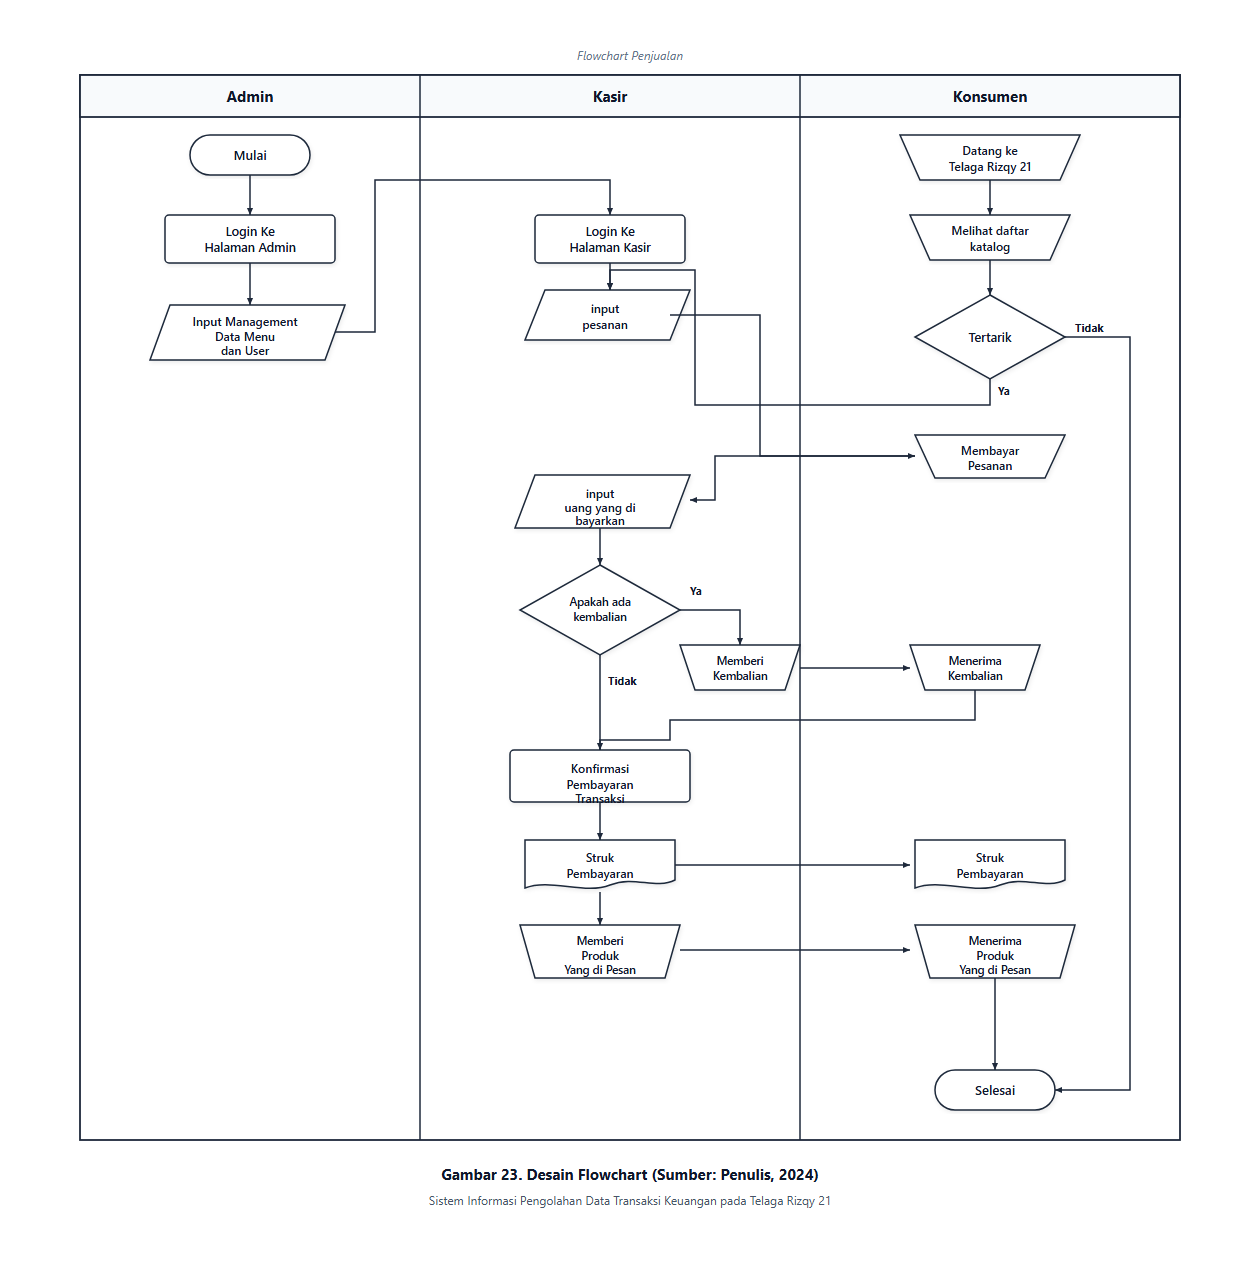 Flowchart Penjualan
Admin
Kasir
Konsumen
Mulai
Login Ke
Halaman Admin
Input Management
Data Menu
dan User
Login Ke
Halaman Kasir
input
pesanan
Datang ke
Telaga Rizqy 21
Melihat daftar
katalog
Tertarik
Tidak
Ya
Membayar
Pesanan
input
uang yang di
bayarkan
Apakah ada
kembalian
Ya
Tidak
Memberi
Kembalian
Menerima
Kembalian
Konfirmasi
Pembayaran
Transaksi
Struk
Pembayaran
Struk
Pembayaran
Memberi
Produk
Yang di Pesan
Menerima
Produk
Yang di Pesan
Selesai
Gambar 23. Desain Flowchart (Sumber: Penulis, 2024)
Sistem Informasi Pengolahan Data Transaksi Keuangan pada Telaga Rizqy 21